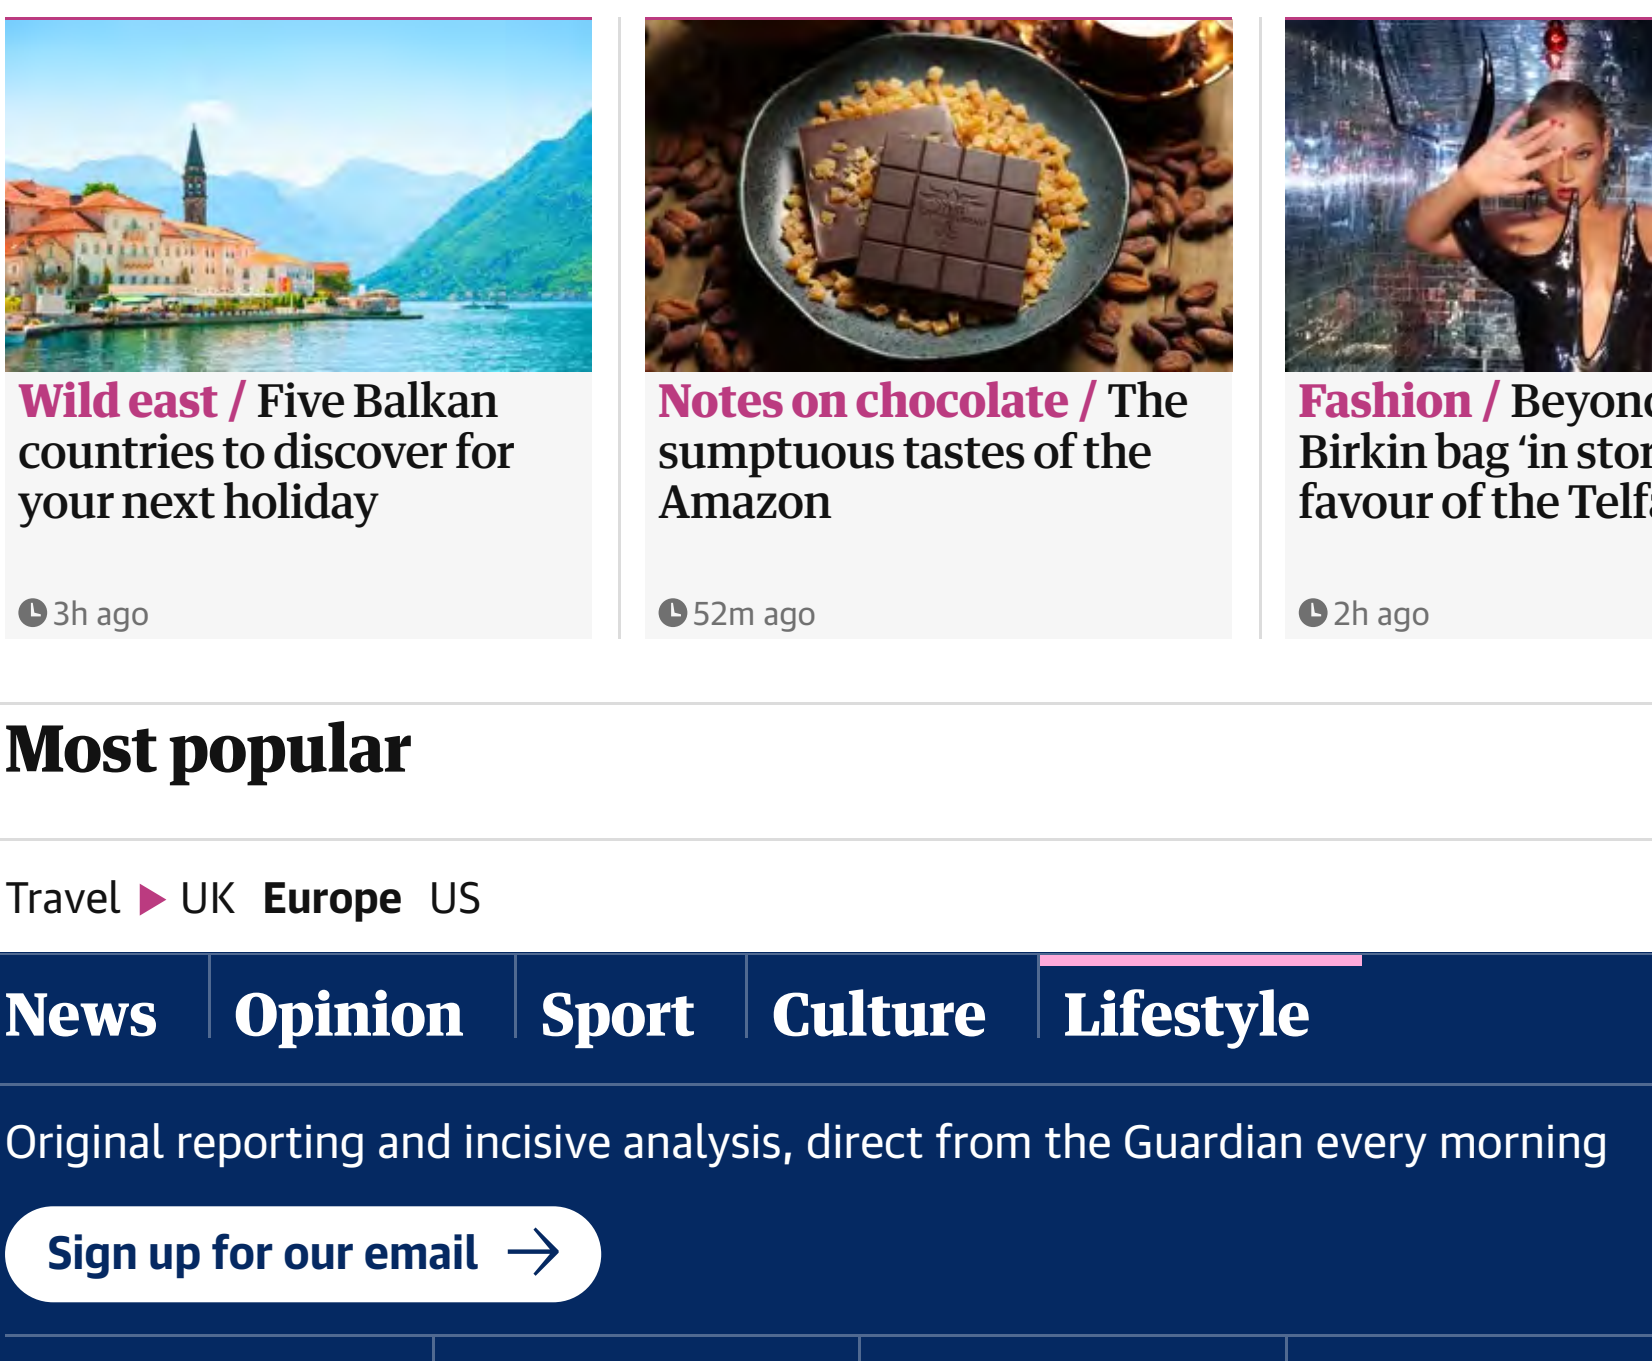 Wild east / Five Balkan
countries to discover for
your next holiday
3h ago
Notes on chocolate / The
sumptuous tastes of the
Amazon
52m ago
Fashion /
Birkin bag ‘in
favour of the
2h ago
Most popular
Travel UK Europe US
News Opinion Sport Culture Lifestyle
Original reporting and incisive analysis, direct from the Guardian every morning
Sign up for our email →